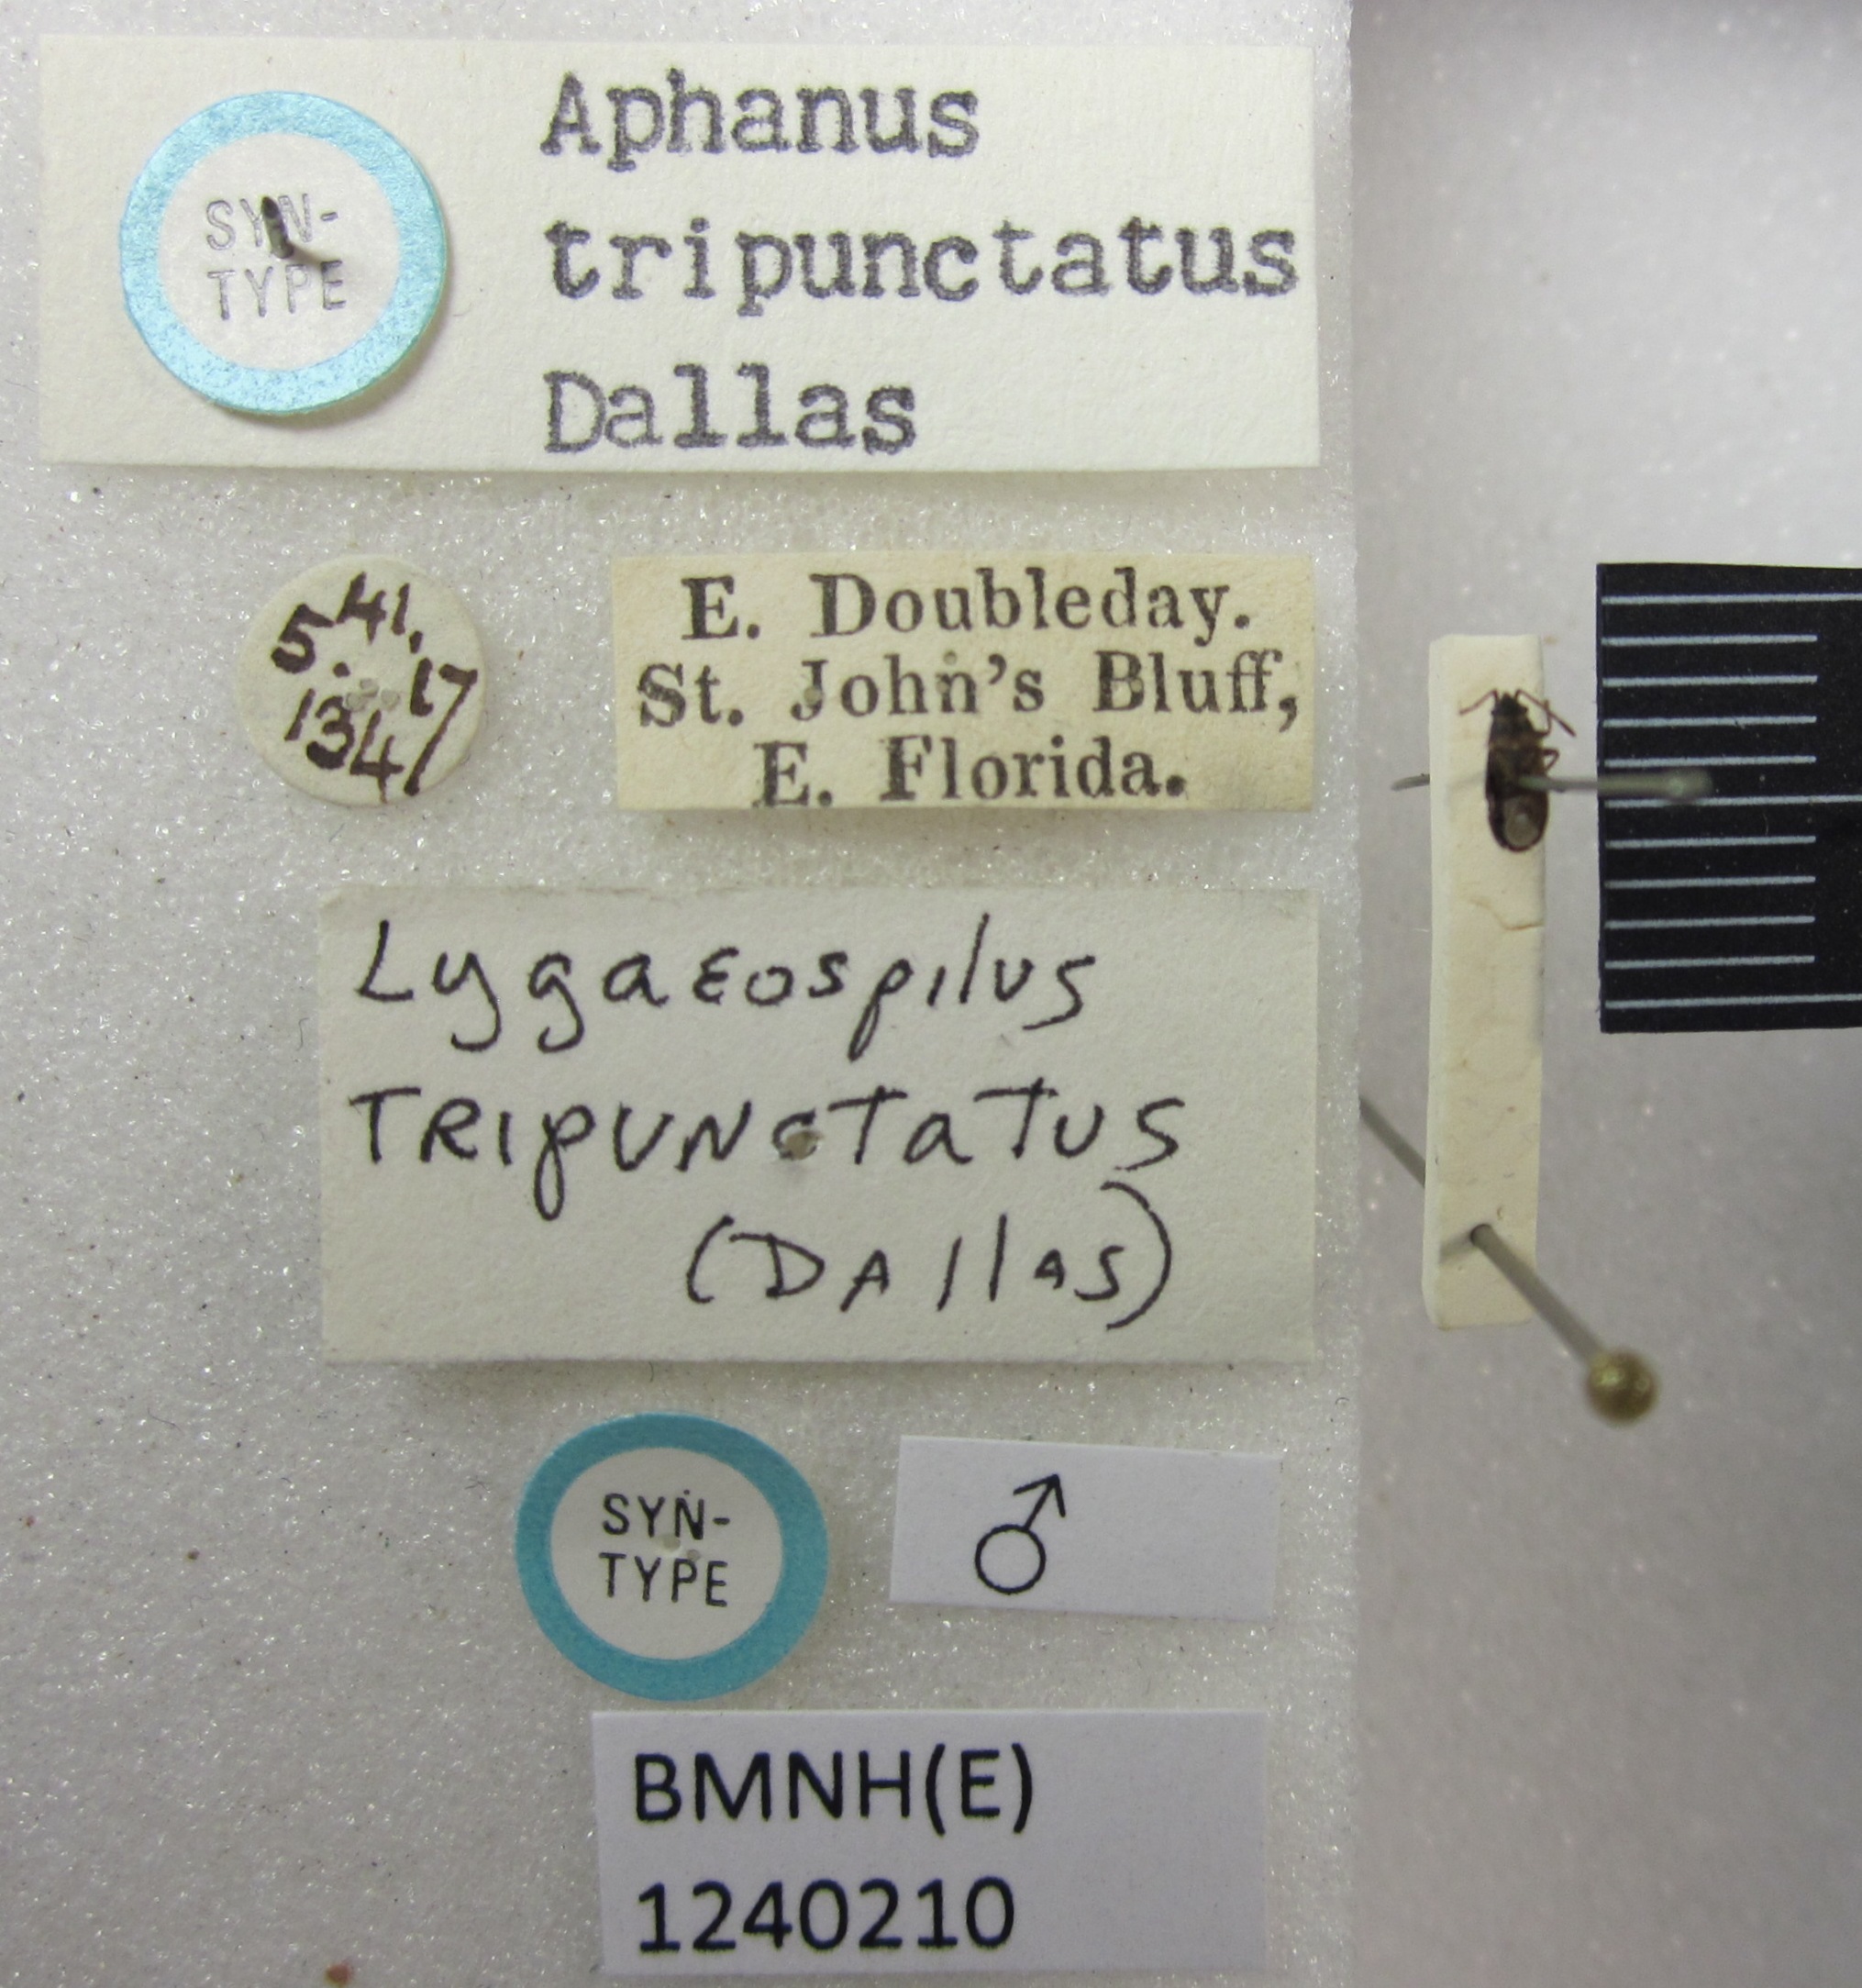 SYN-
TYPE
Aphanus
tripunctatus
Dallas
41.
5. 17
134
E. Doubleday.
St. John's Bluff,
E. Florida.
Lygaeospilus
TRIpUNcTaTUS
(DAllas)
SYN-
TYPE
♂
BMNH(E)
1240210